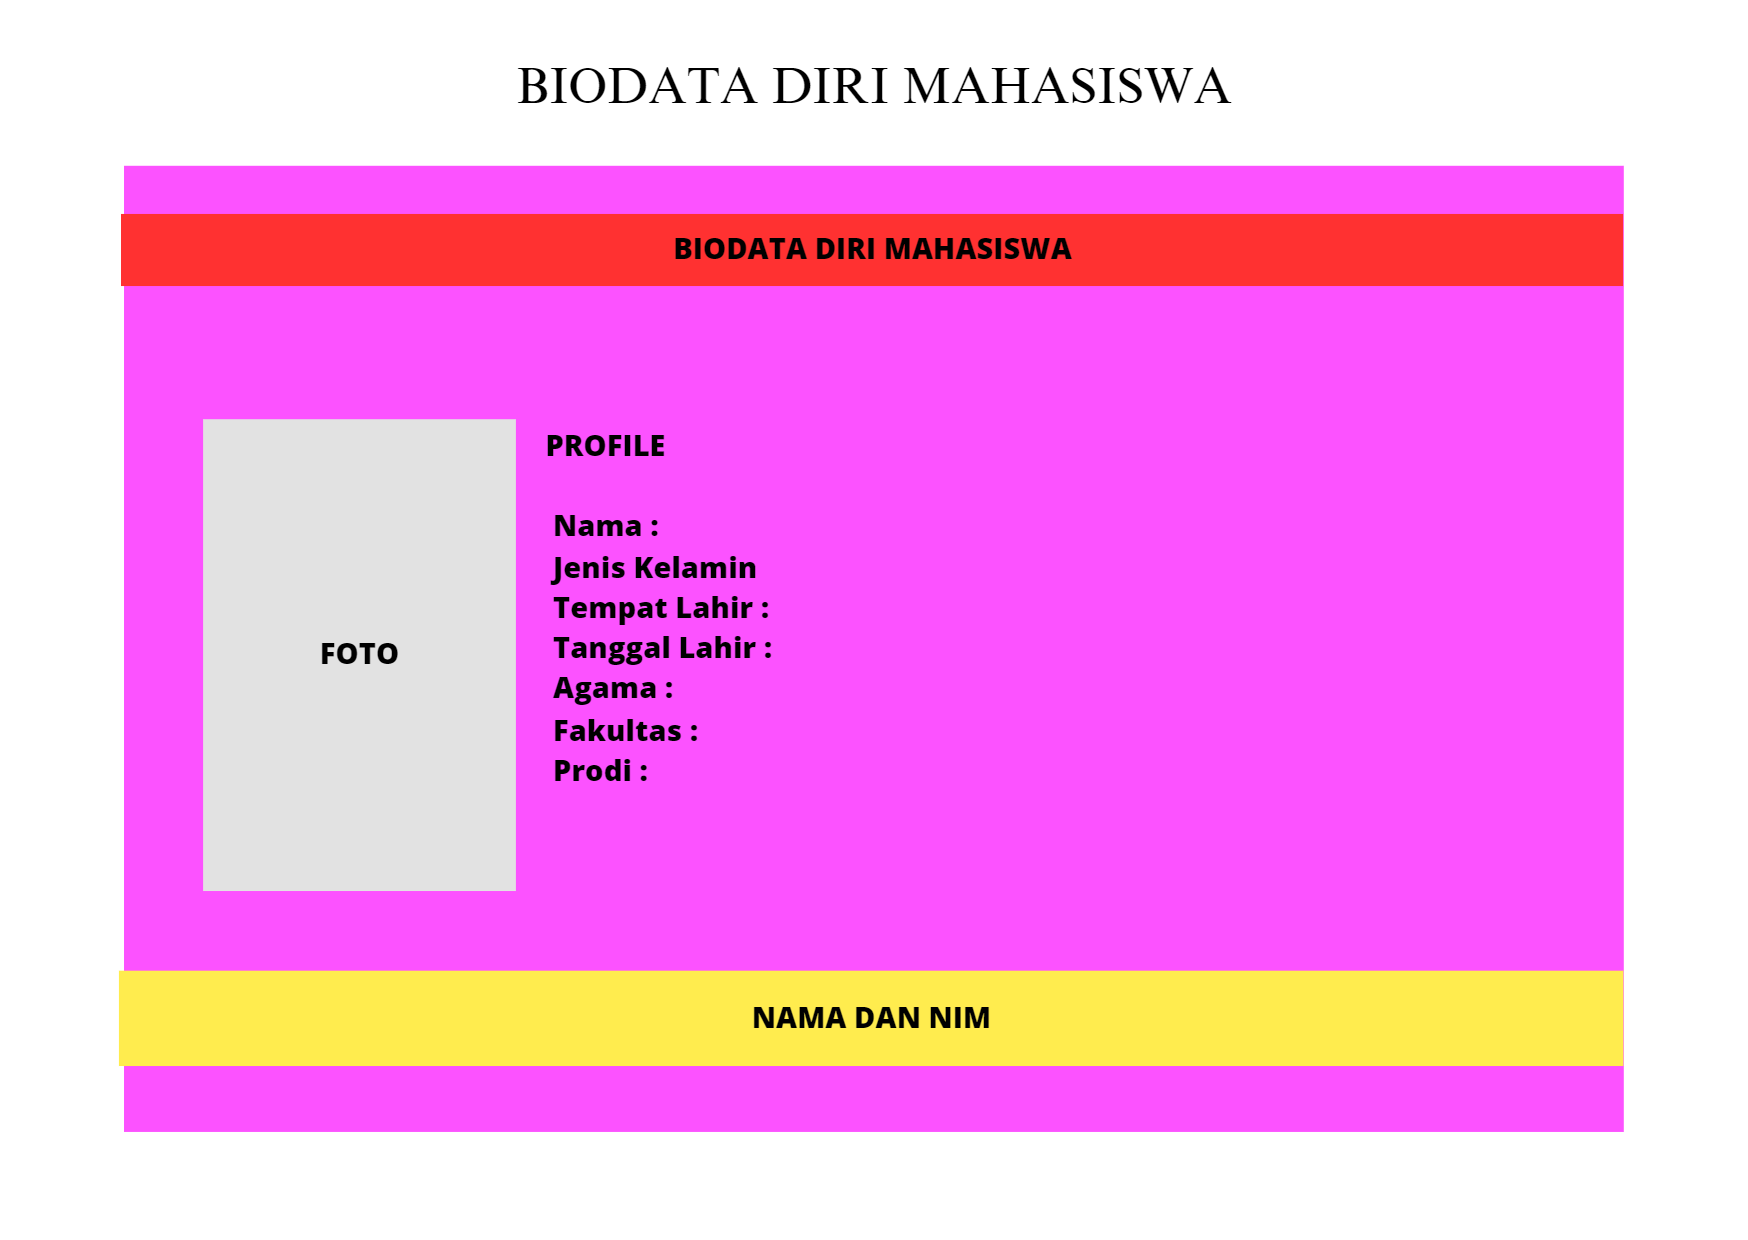 BIODATA DIRI MAHASISWA
BIODATA DIRI MAHASISWA
FOTO
PROFILE
Nama :
Jenis Kelamin
Tempat Lahir :
Tanggal Lahir :
Agama :
Fakultas :
Prodi :
NAMA DAN NIM